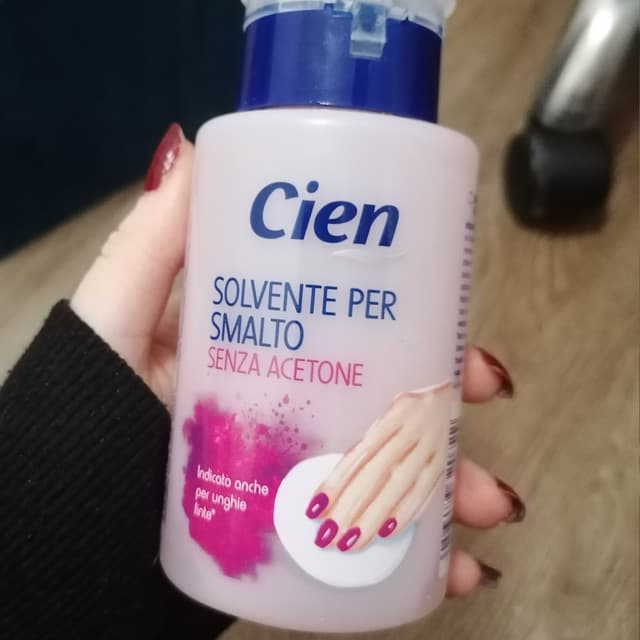 Cien
SOLVENTE PER
SMALTO
SENZA ACETONE
Indicato anche
per unghie
finte*